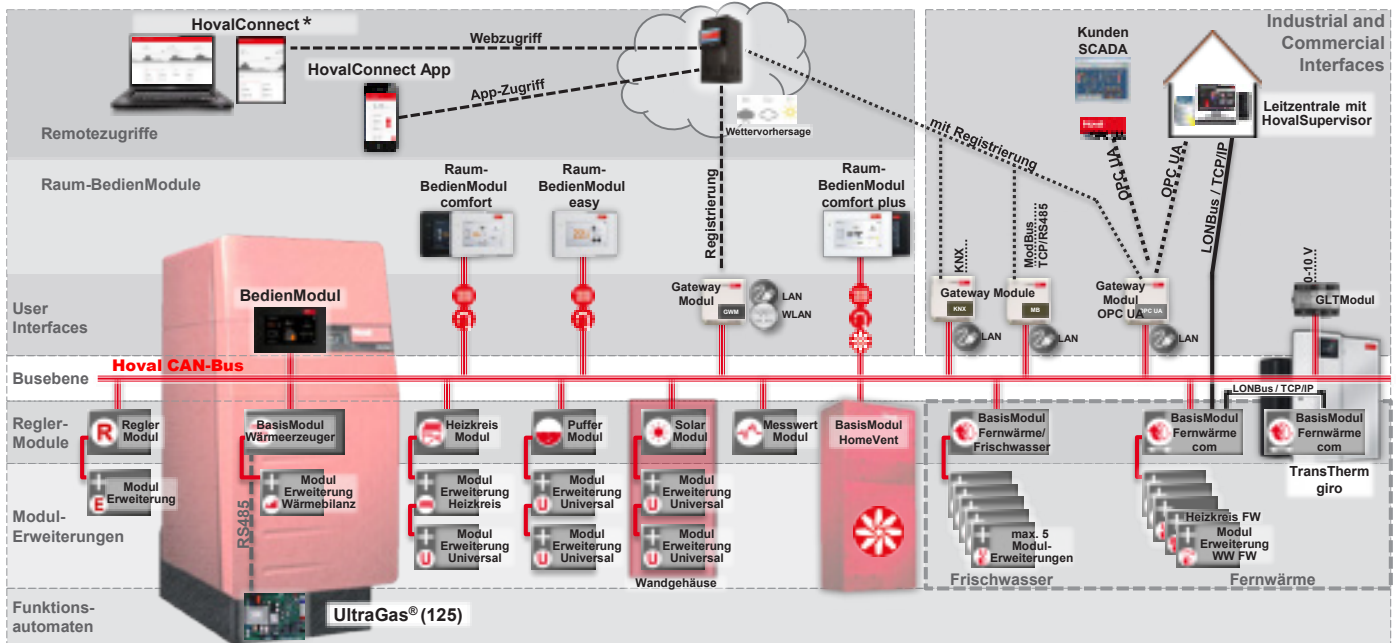 HovalConnect *
Webzugriff
HovalConnect App
App-Zugriff
Wettervorhersage
Remotezugriffe
Industrial and
Commercial
Interfaces
Kunden
SCADA
Leitzentrale mit
HovalSupervisor
mit Registrierung
OPC UA
OPC UA
LONBus / TCP/IP
Raum-BedienModule
Raum-
BedienModul
comfort
Raum-
BedienModul
easy
Registrierung
Raum-
BedienModul
comfort plus
KNX
ModBus
TCP/RS485
0-10 V
User
Interfaces
BedienModul
Gateway
Modul
GWM
LAN
WLAN
Gateway Module
KNX
LAN
MB
LAN
Gateway
Modul
OPC UA
OPC UA
LAN
GLTModul
Busebene
Hoval CAN-Bus
LONBus / TCP/IP
Regler-
Module
R
Regler
Modul
BasisModul
Wärmeerzeuger
Heizkreis
Modul
Puffer
Modul
Solar
Modul
Messwert
Modul
BasisModul
HomeVent
BasisModul
Fernwärme/
Frischwasser
BasisModul
Fernwärme
com
BasisModul
Fernwärme
com
TransTherm
giro
Modul-
Erweiterungen
E
Modul
Erweiterung
RS485
Modul
Erweiterung
Wärmebilanz
Modul
Erweiterung
Heizkreis
U
Modul
Erweiterung
Universal
U
Modul
Erweiterung
Universal
U
Modul
Erweiterung
Universal
U
Modul
Erweiterung
Universal
U
Modul
Erweiterung
Universal
Wandgehäuse
max. 5
Modul-
Erweiterungen
Frischwasser
Heizkreis FW
Modul
Erweiterung
WW FW
Fernwärme
Funktions-
automaten
UltraGas® (125)